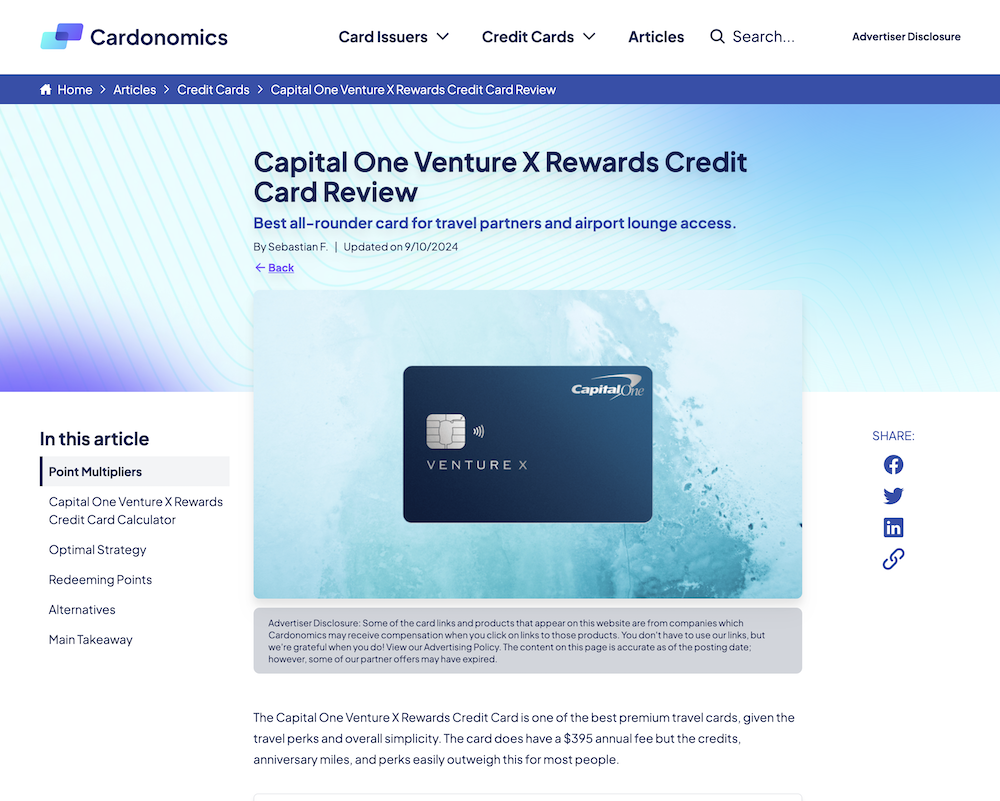 Cardonomics
Card Issuers
Credit Cards
Articles
Search...
Advertiser Disclosure
Home > Articles > Credit Cards > Capital One Venture X Rewards Credit Card Review
Capital One Venture X Rewards Credit
Card Review
Best all-rounder card for travel partners and airport lounge access.
By Sebastian F. | Updated on 9/10/2024
← Back
Capital One
VENTURE X
In this article
Point Multipliers
Capital One Venture X Rewards
Credit Card Calculator
Optimal Strategy
Redeeming Points
Alternatives
Main Takeaway
SHARE:
Advertiser Disclosure: Some of the card links and products that appear on this website are from companies which
Cardonomics may receive compensation when you click on links to those products. You don't have to use our links, but
we're grateful when you do! View our Advertising Policy. The content on this page is accurate as of the posting date;
however, some of our partner offers may have expired.
The Capital One Venture X Rewards Credit Card is one of the best premium travel cards, given the
travel perks and overall simplicity. The card does have a $395 annual fee but the credits,
anniversary miles, and perks easily outweigh this for most people.